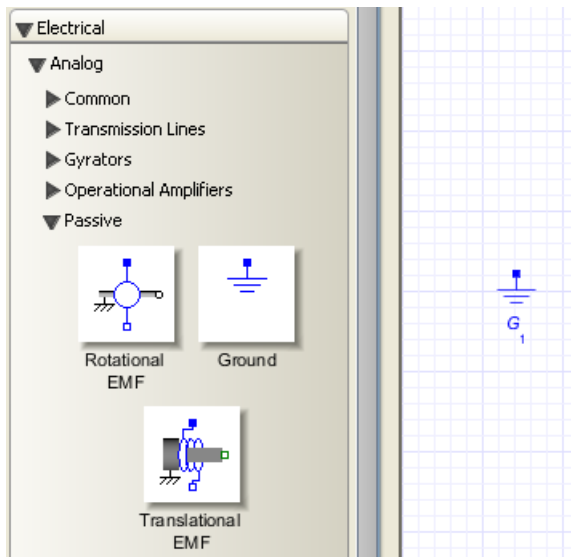 Electrical
Analog
Common
Transmission Lines
Gyrators
Operational Amplifiers
Passive
Rotational
EMF
Ground
Translational
EMF
G
1